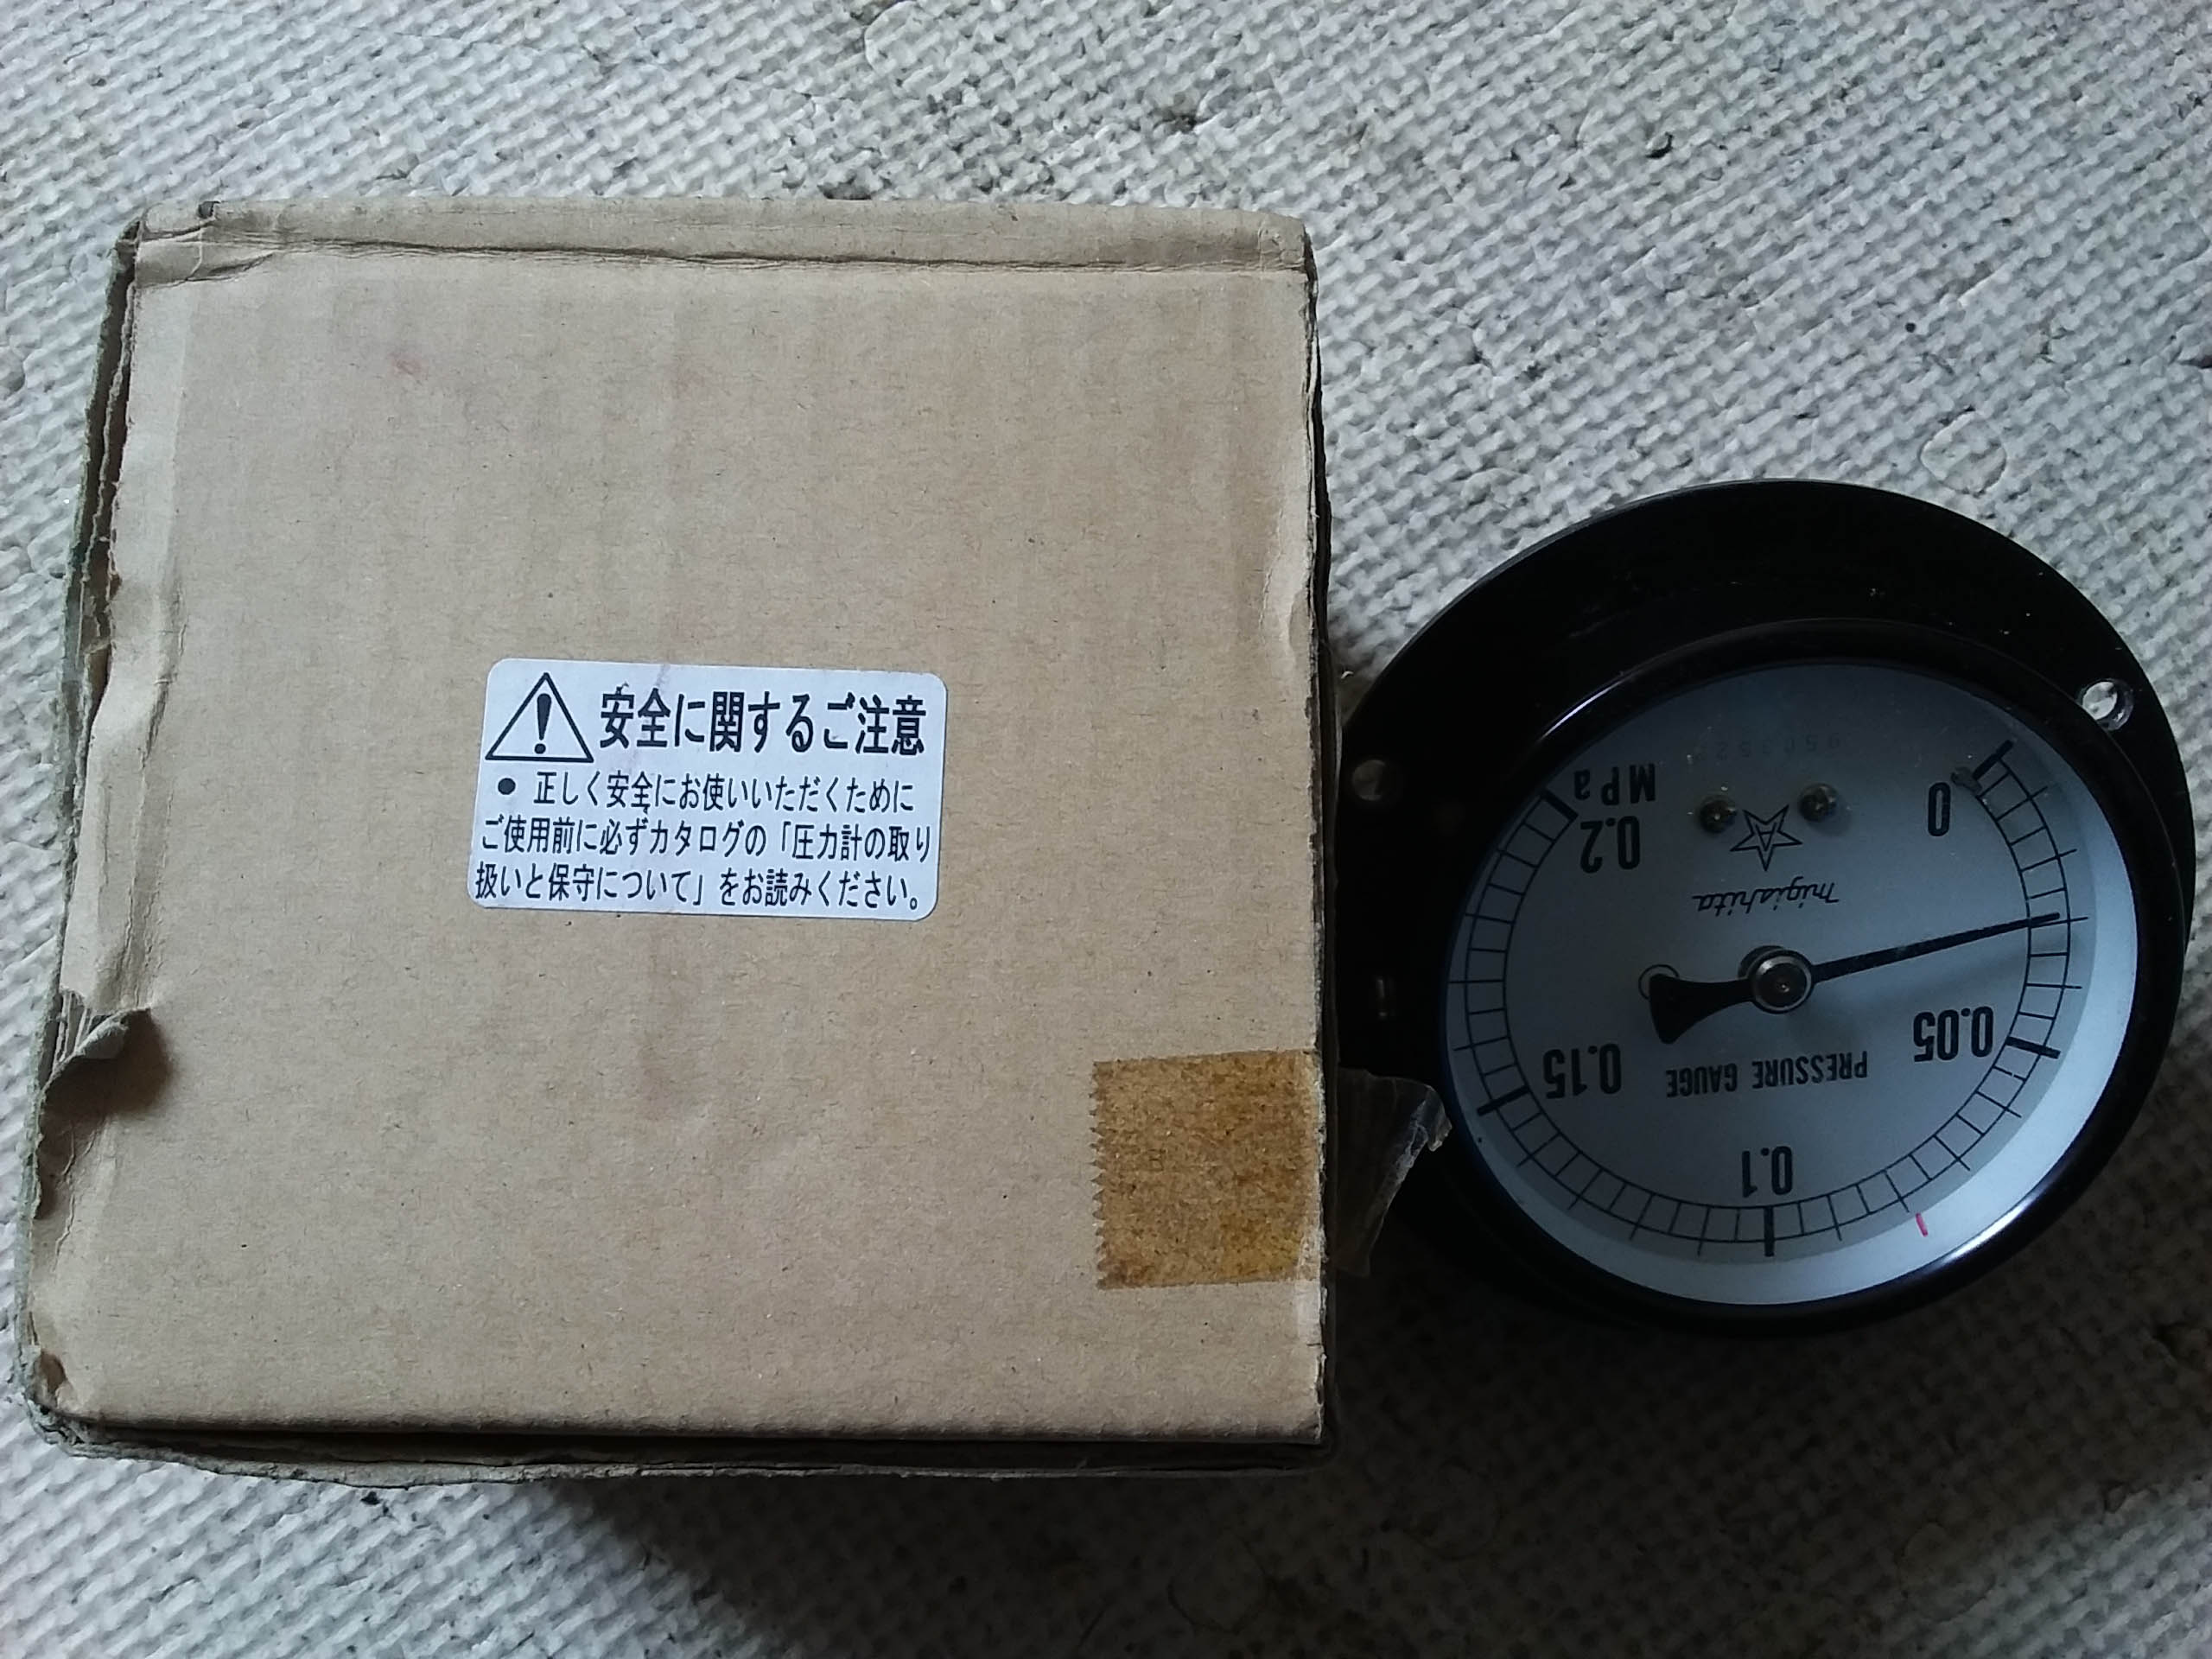 安全に関するご注意
● 正しく安全にお使いいただくために
ご使用前に必ずカタログの「圧力計の取り
扱いと保守について」をお読みください。
0
0.05
0.1
0.15
0.2
MPa
Migishita
PRESSURE GAUGE